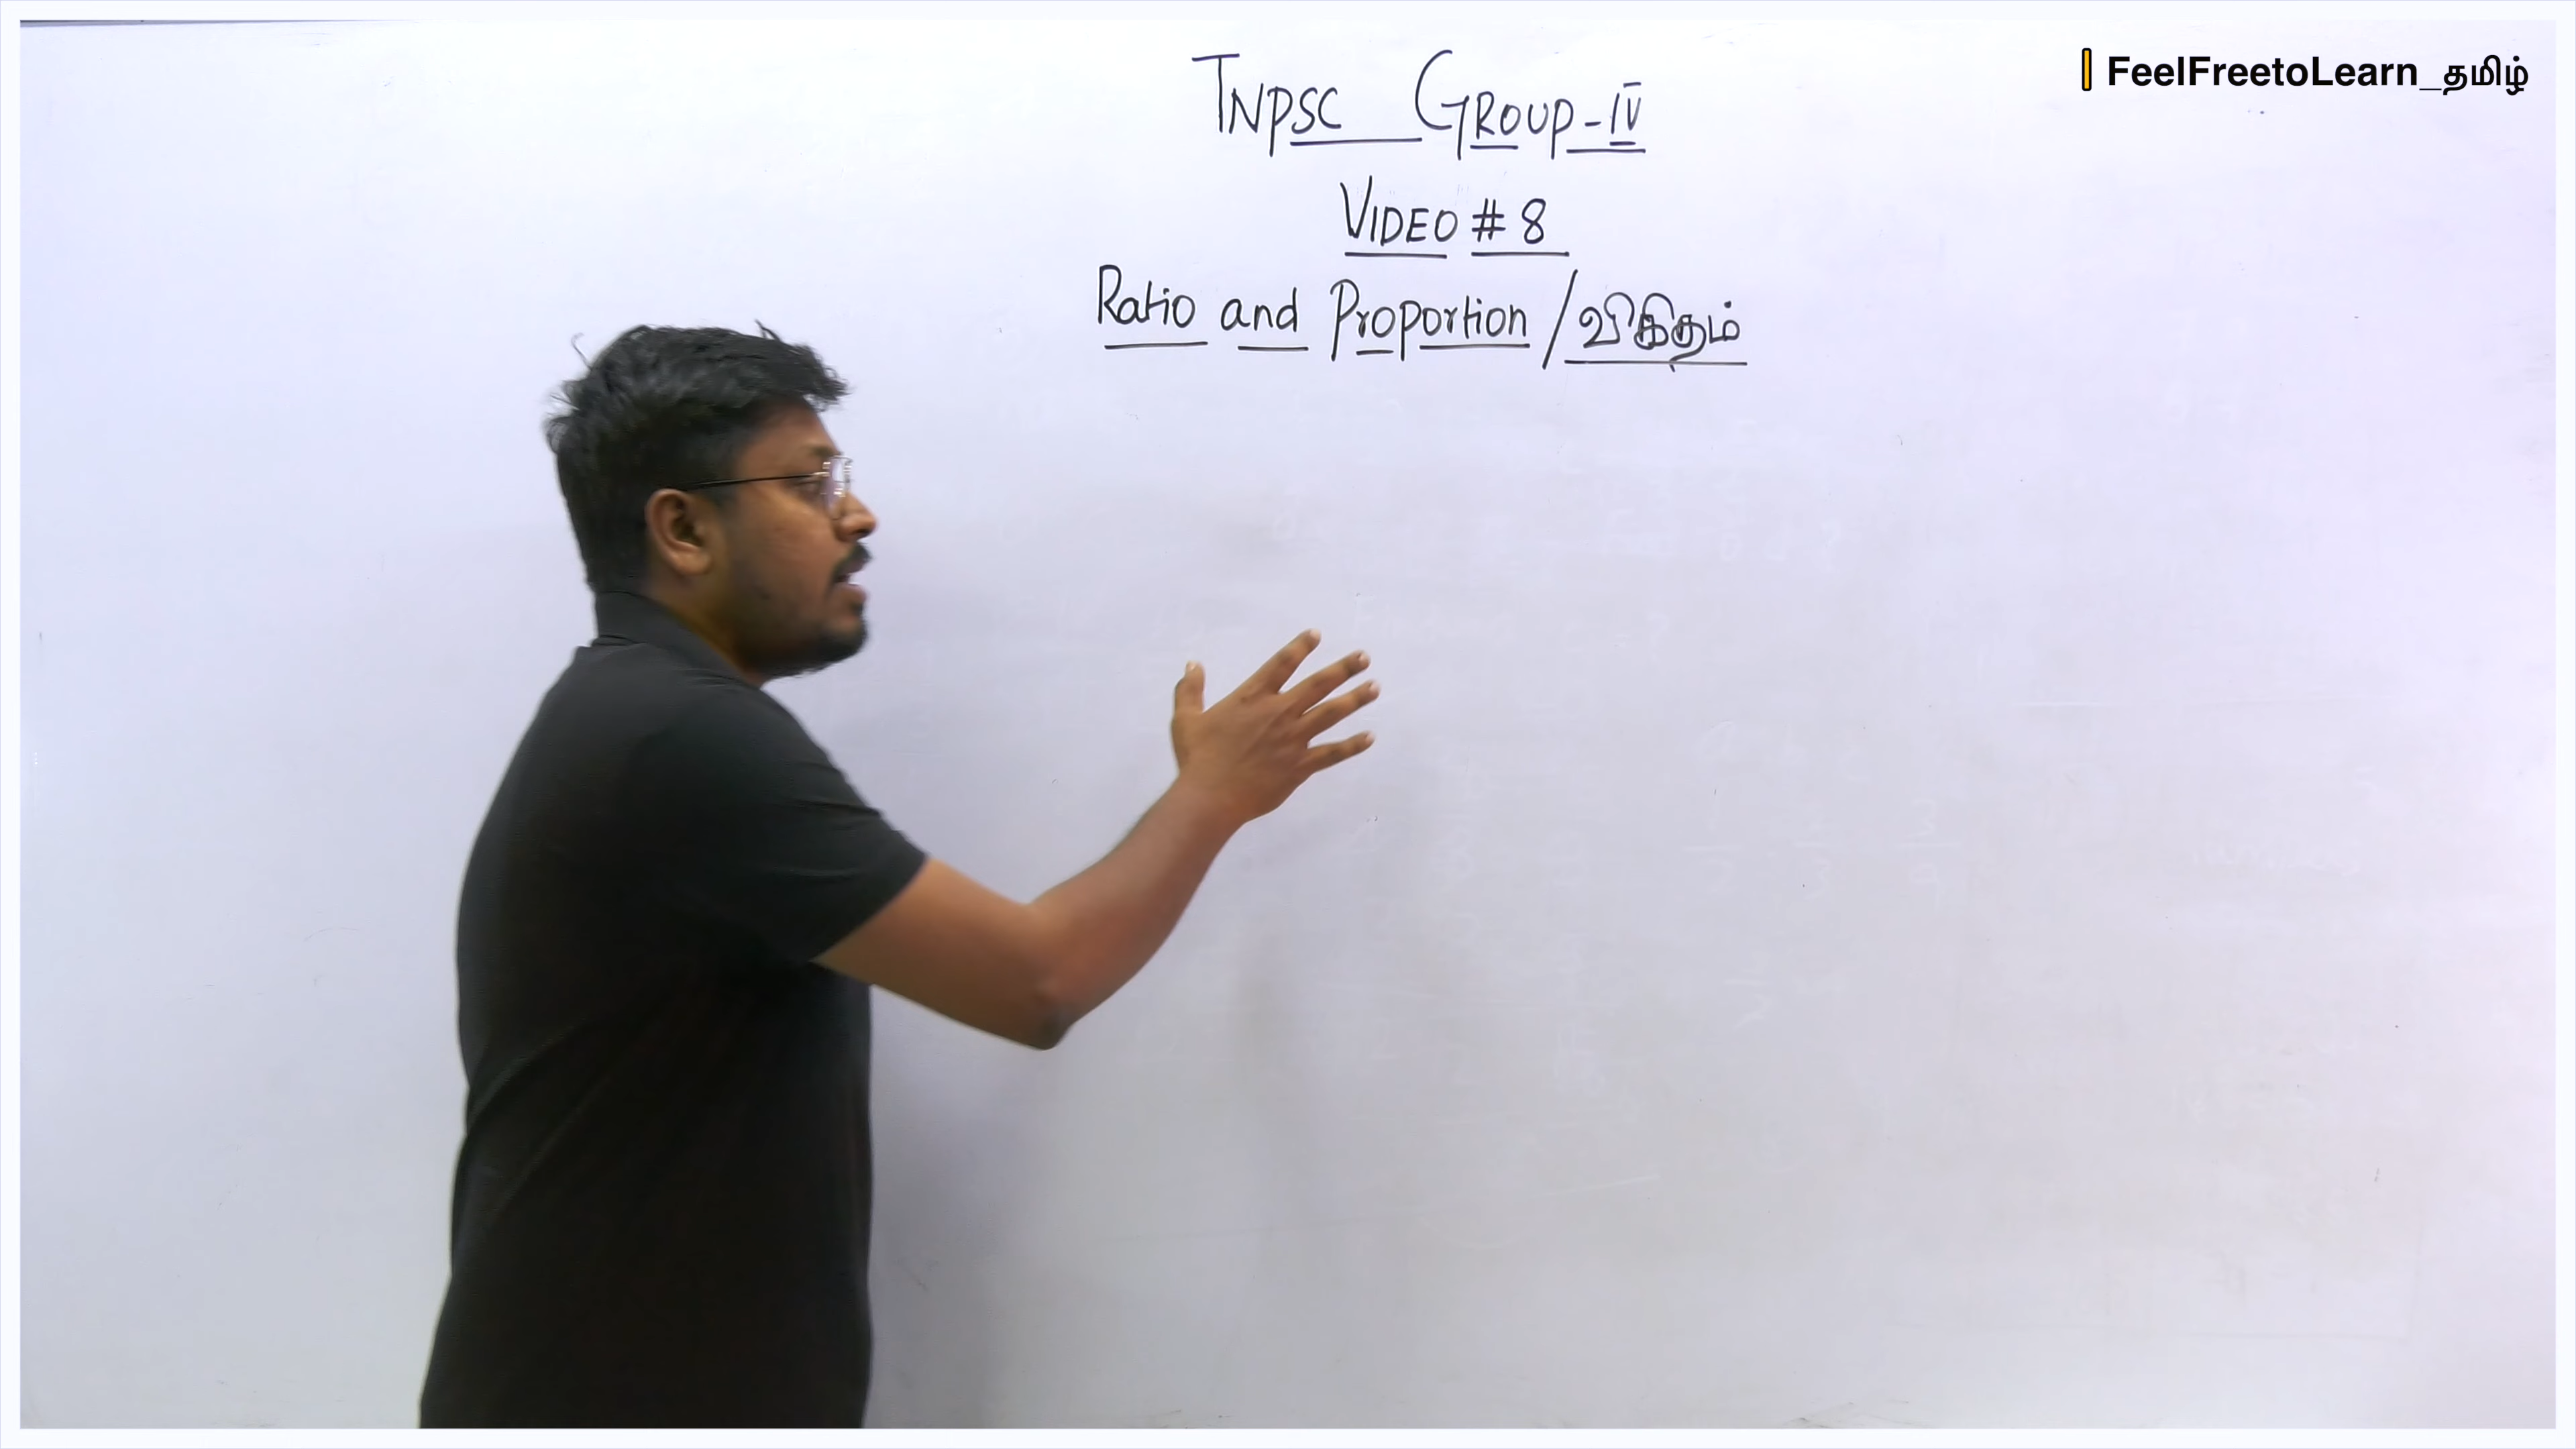 FeelFreetoLearn_தமிழ்
TNPSC GROUP-IV
VIDEO # 8
Ratio and Proportion / விகிதம்